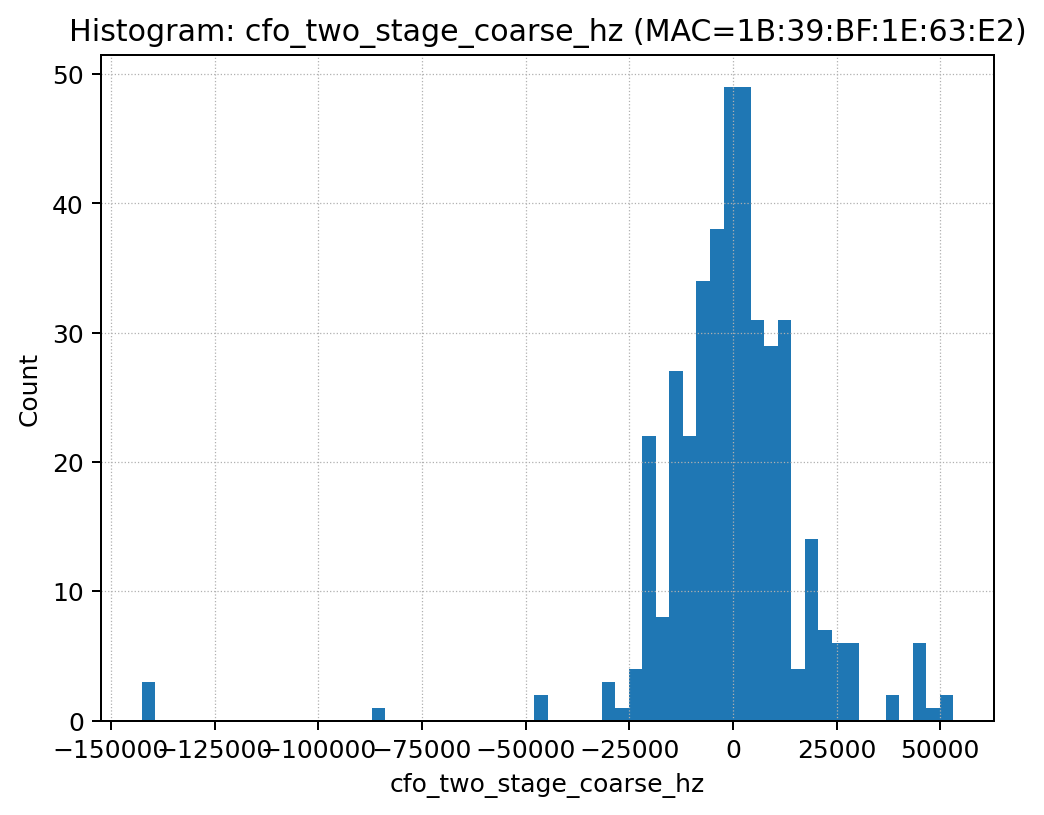 Histogram: cfo_two_stage_coarse_hz (MAC=1B:39:BF:1E:63:E2)
50
40
30
20
10
0
Count
−150000 −125000 −100000 −75000 −50000 −25000 0 25000 50000
cfo_two_stage_coarse_hz